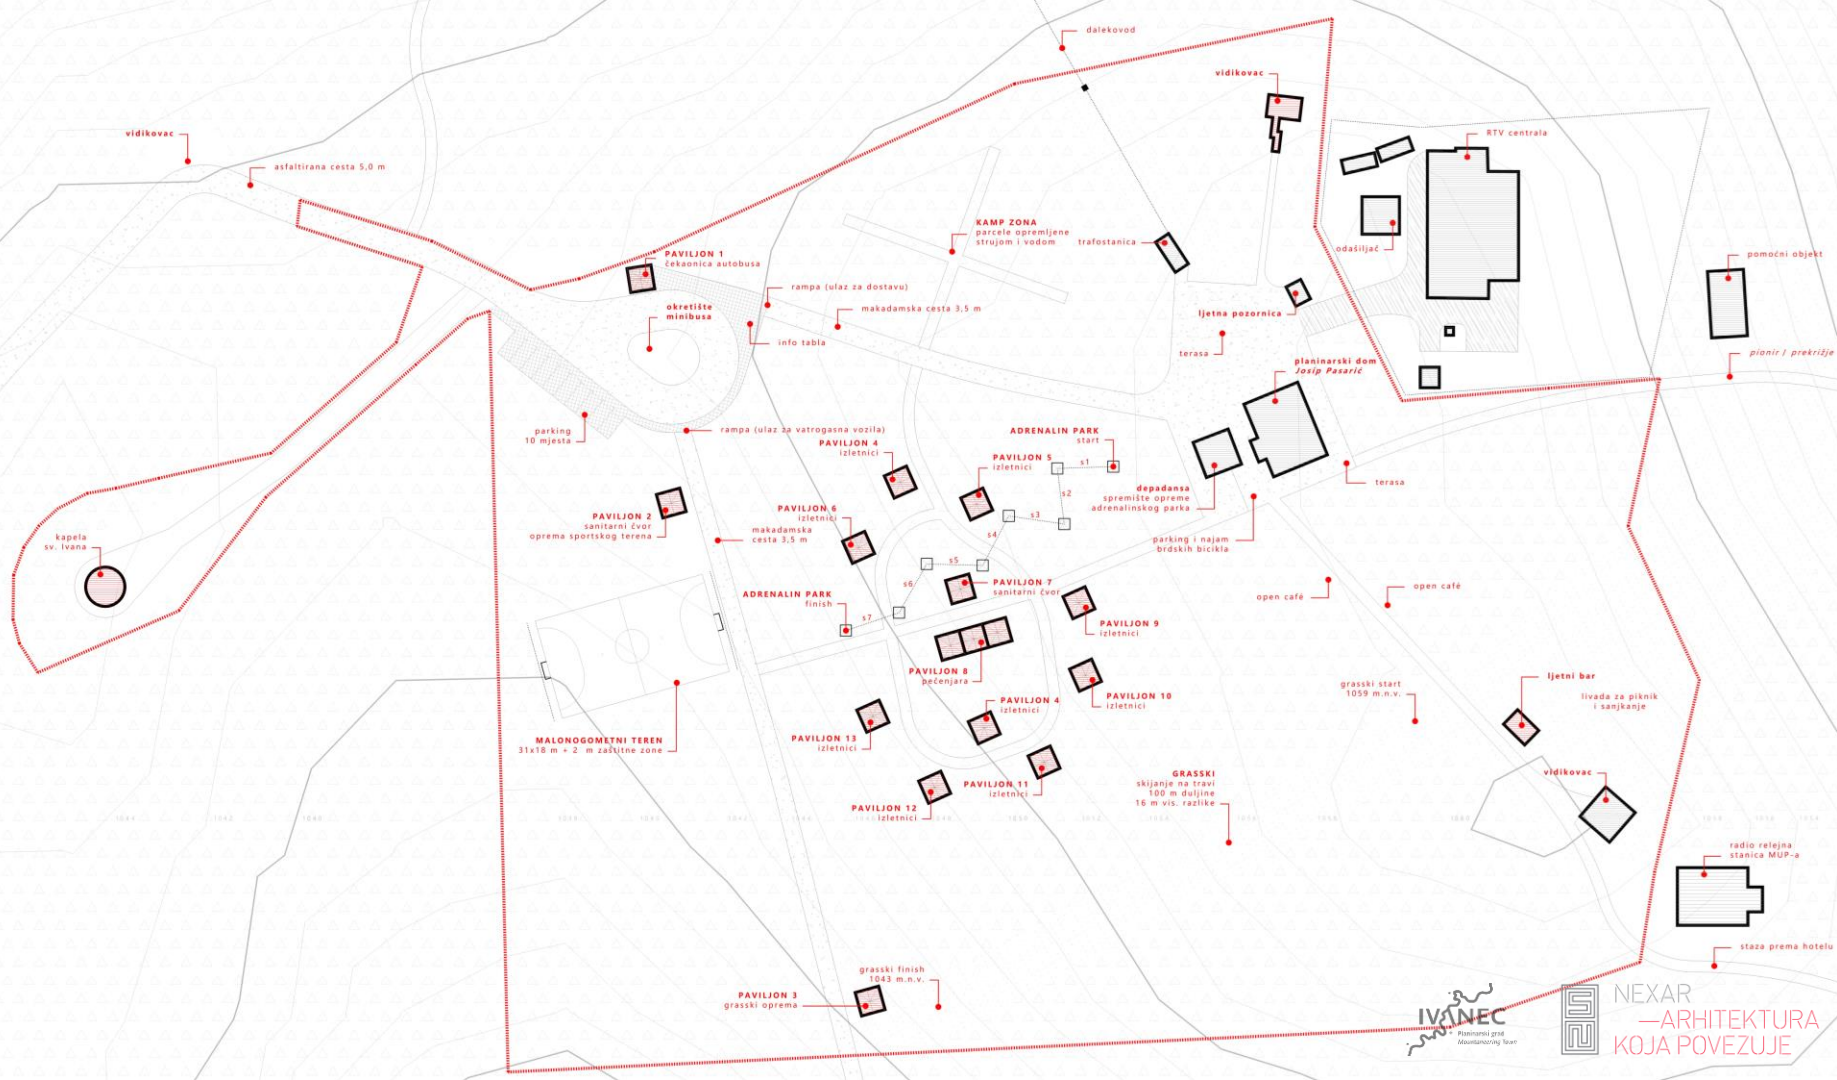 dalekovod
vidikovac
vidikovac
asfaltirana cesta 5,0 m
RTV centrala
KAMP ZONA
parcele opremljene
strujom i vodom
trafostanica
odašiljač
pomoćni objekt
PAVILJON 1
čekaonica autobusa
rampa (ulaz za dostavu)
okretište
minibusa
makadamska cesta 3,5 m
ljetna pozornica
info tabla
terasa
pionir / prekrižje
planinarski dom
Josip Pasarić
parking
10 mjesta
rampa (ulaz za vatrogasna vozila)
PAVILJON 4
izletnici
ADRENALIN PARK
start
PAVILJON 5
izletnici
s1
s2
s3
s4
s5
s6
s7
depadansa
spremište opreme
adrenalinskog parka
terasa
PAVILJON 2
sanitarni čvor
oprema sportskog terena
PAVILJON 6
izletnici
makadamska
cesta 3,5 m
kapela
sv. Ivana
parking i najam
brdskih bicikla
PAVILJON 7
sanitarni čvor
ADRENALIN PARK
finish
open café
open café
PAVILJON 9
izletnici
PAVILJON 8
pečenjara
PAVILJON 10
izletnici
grasski start
1059 m.n.v.
ljetni bar
livada za piknik
i sanjkanje
PAVILJON 4
izletnici
MALONOGOMETNI TEREN
31x18 m + 2 m zaštitne zone
PAVILJON 13
izletnici
GRASSKI
skijanje na travi
100 m duljine
16 m vis. razlike
vidikovac
PAVILJON 11
izletnici
PAVILJON 12
izletnici
radio relejna
stanica MUP-a
staza prema hotelu
grasski finish
1043 m.n.v.
PAVILJON 3
grasski oprema
IVANEC
Planinarski grad
Mountaineering Town
NEXAR
—ARHITEKTURA
KOJA POVEZUJE